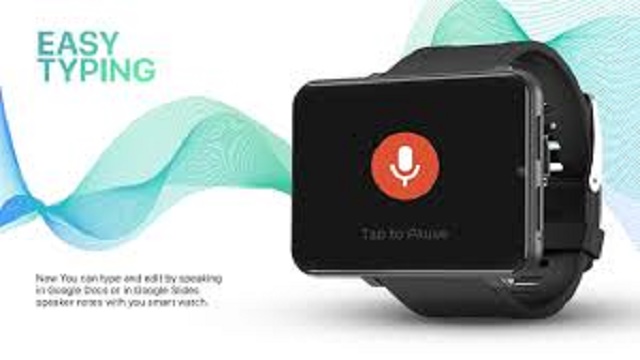 EASY
TYPING
Tap to
Now You can type and edit by speaking
in Google Docs or in Google Slides
speaker notes with you smart watch.